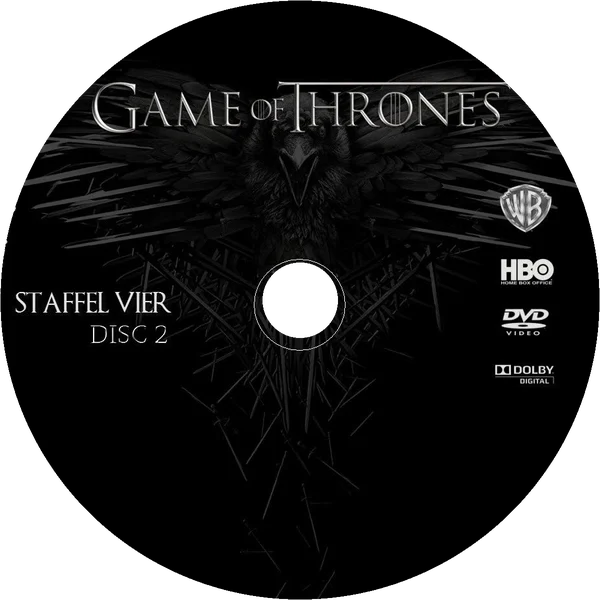 GAME OF THRONES
WB
HBO
HOME BOX OFFICE
STAFFEL VIER
DISC 2
DVD
VIDEO
DOLBY
DIGITAL